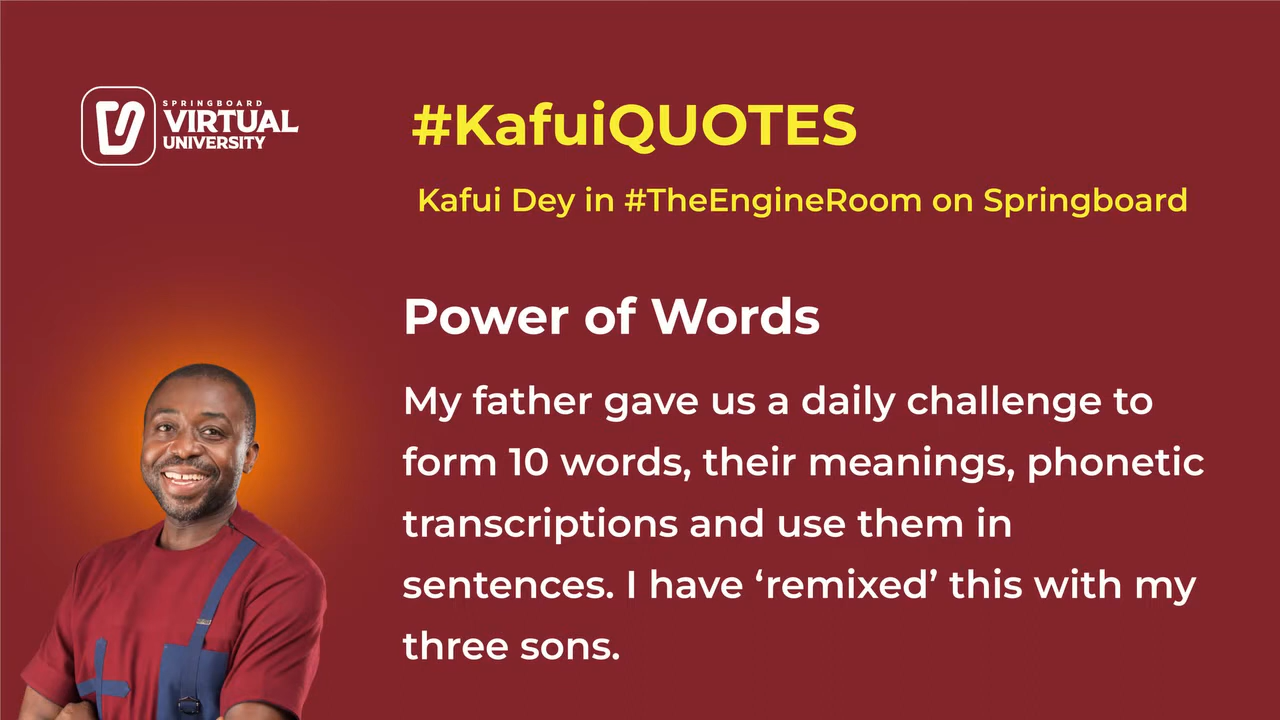 SPRINGBOARD
VIRTUAL
UNIVERSITY
#KafuiQUOTES
Kafui Dey in #TheEngineRoom on Springboard
Power of Words
My father gave us a daily challenge to
form 10 words, their meanings, phonetic
transcriptions and use them in
sentences. I have ‘remixed’ this with my
three sons.